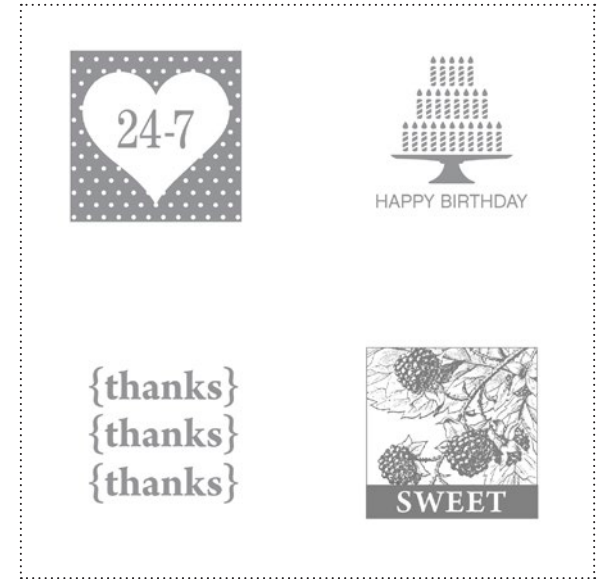 24-7
HAPPY BIRTHDAY
{thanks}
{thanks}
{thanks}
SWEET